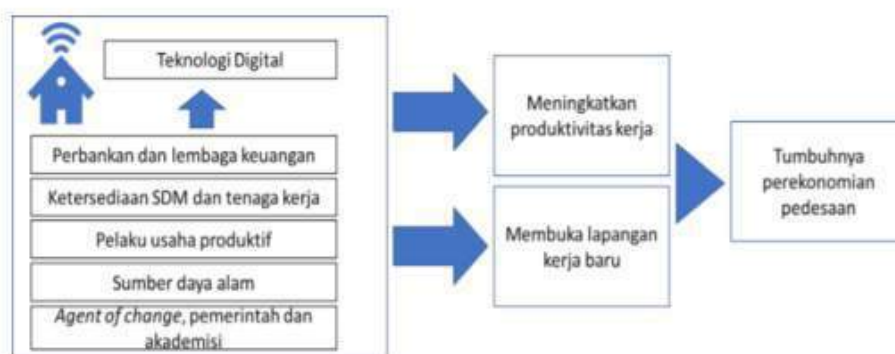 Teknologi Digital
Perbankan dan lembaga keuangan
Ketersediaan SDM dan tenaga kerja
Pelaku usaha produktif
Sumber daya alam
Agent of change, pemerintah dan
akademisi
Meningkatkan
produktivitas kerja
Membuka lapangan
kerja baru
Tumbuhnya
perekonomian
pedesaan